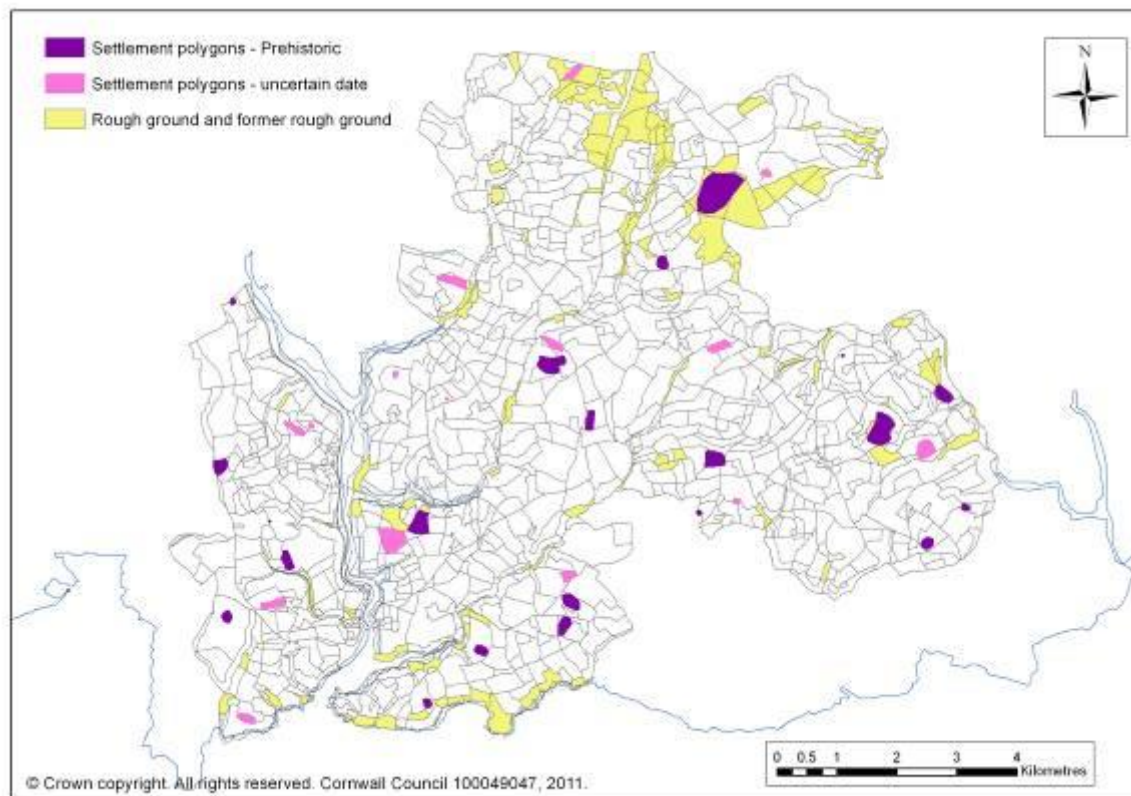 Settlement polygons - Prehistoric
Settlement polygons - uncertain date
Rough ground and former rough ground
N
0 0.5 1 2 3 4
Kilometres
© Crown copyright. All rights reserved. Cornwall Council 100049047, 2011.